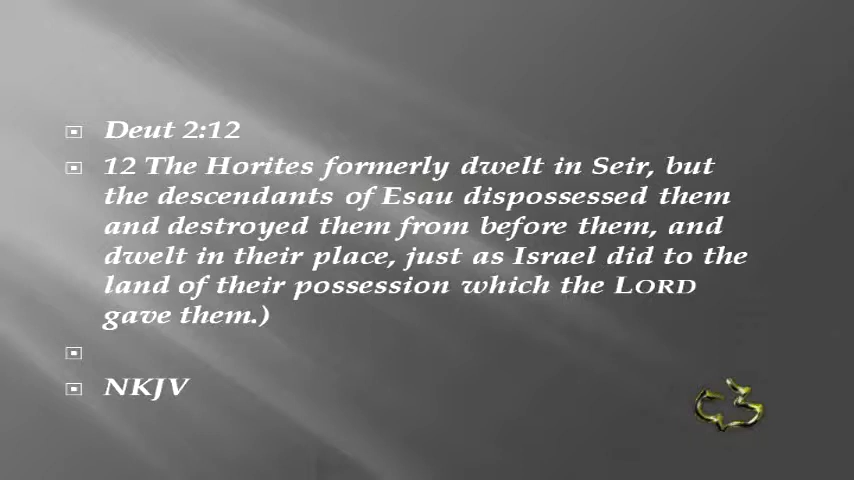 Deut 2:12
12 The Horites formerly dwelt in Seir, but
the descendants of Esau dispossessed them
and destroyed them from before them, and
dwelt in their place, just as Israel did to the
land of their possession which the LORD
gave them.)
NKJV
C3